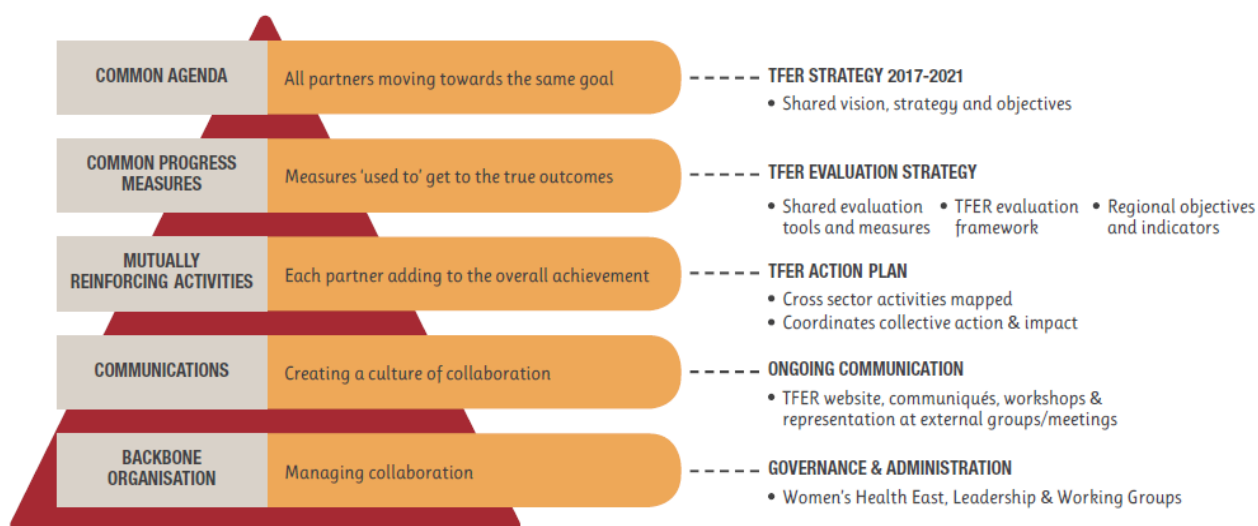 COMMON AGENDA
All partners moving towards the same goal
TFER STRATEGY 2017-2021
• Shared vision, strategy and objectives
COMMON PROGRESS
MEASURES
Measures ‘used to’ get to the true outcomes
TFER EVALUATION STRATEGY
• Shared evaluation
tools and measures
• TFER evaluation
framework
• Regional objectives
and indicators
MUTUALLY
REINFORCING ACTIVITIES
Each partner adding to the overall achievement
TFER ACTION PLAN
• Cross sector activities mapped
• Coordinates collective action & impact
COMMUNICATIONS
Creating a culture of collaboration
ONGOING COMMUNICATION
• TFER website, communiqués, workshops &
representation at external groups/meetings
BACKBONE
ORGANISATION
Managing collaboration
GOVERNANCE & ADMINISTRATION
• Women’s Health East, Leadership & Working Groups